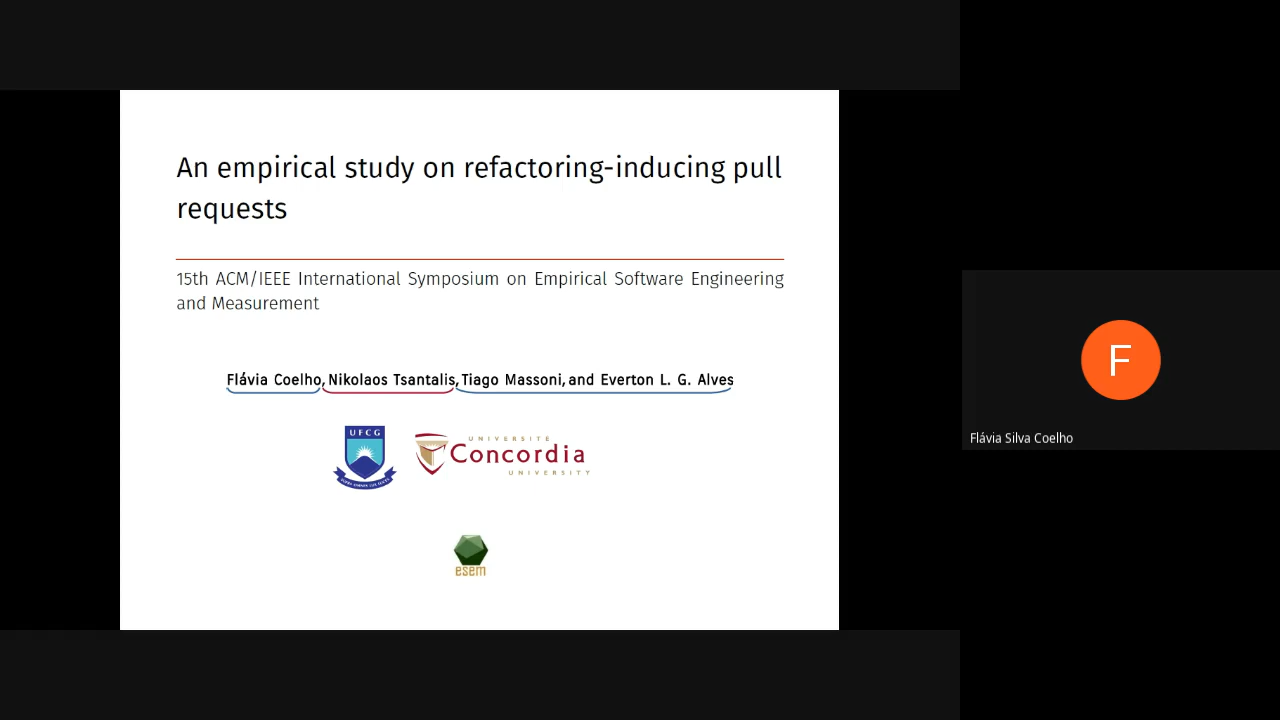 An empirical study on refactoring-inducing pull
requests
15th ACM/IEEE International Symposium on Empirical Software Engineering
and Measurement
Flávia Coelho, Nikolaos Tsantalis, Tiago Massoni, and Everton L. G. Alves
UFCG
UNIVERSITÉ
Concordia
UNIVERSITY
esem
F
Flávia Silva Coelho